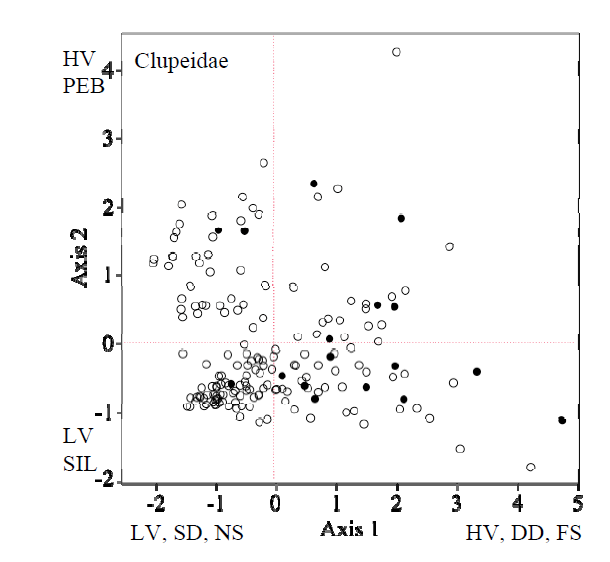 HV
PEB
Clupeidae
4
3
2
1
0
-1
-2
Axis 2
LV
SIL
-2 -1 0 1 2 3 4 5
Axis 1
LV, SD, NS
HV, DD, FS